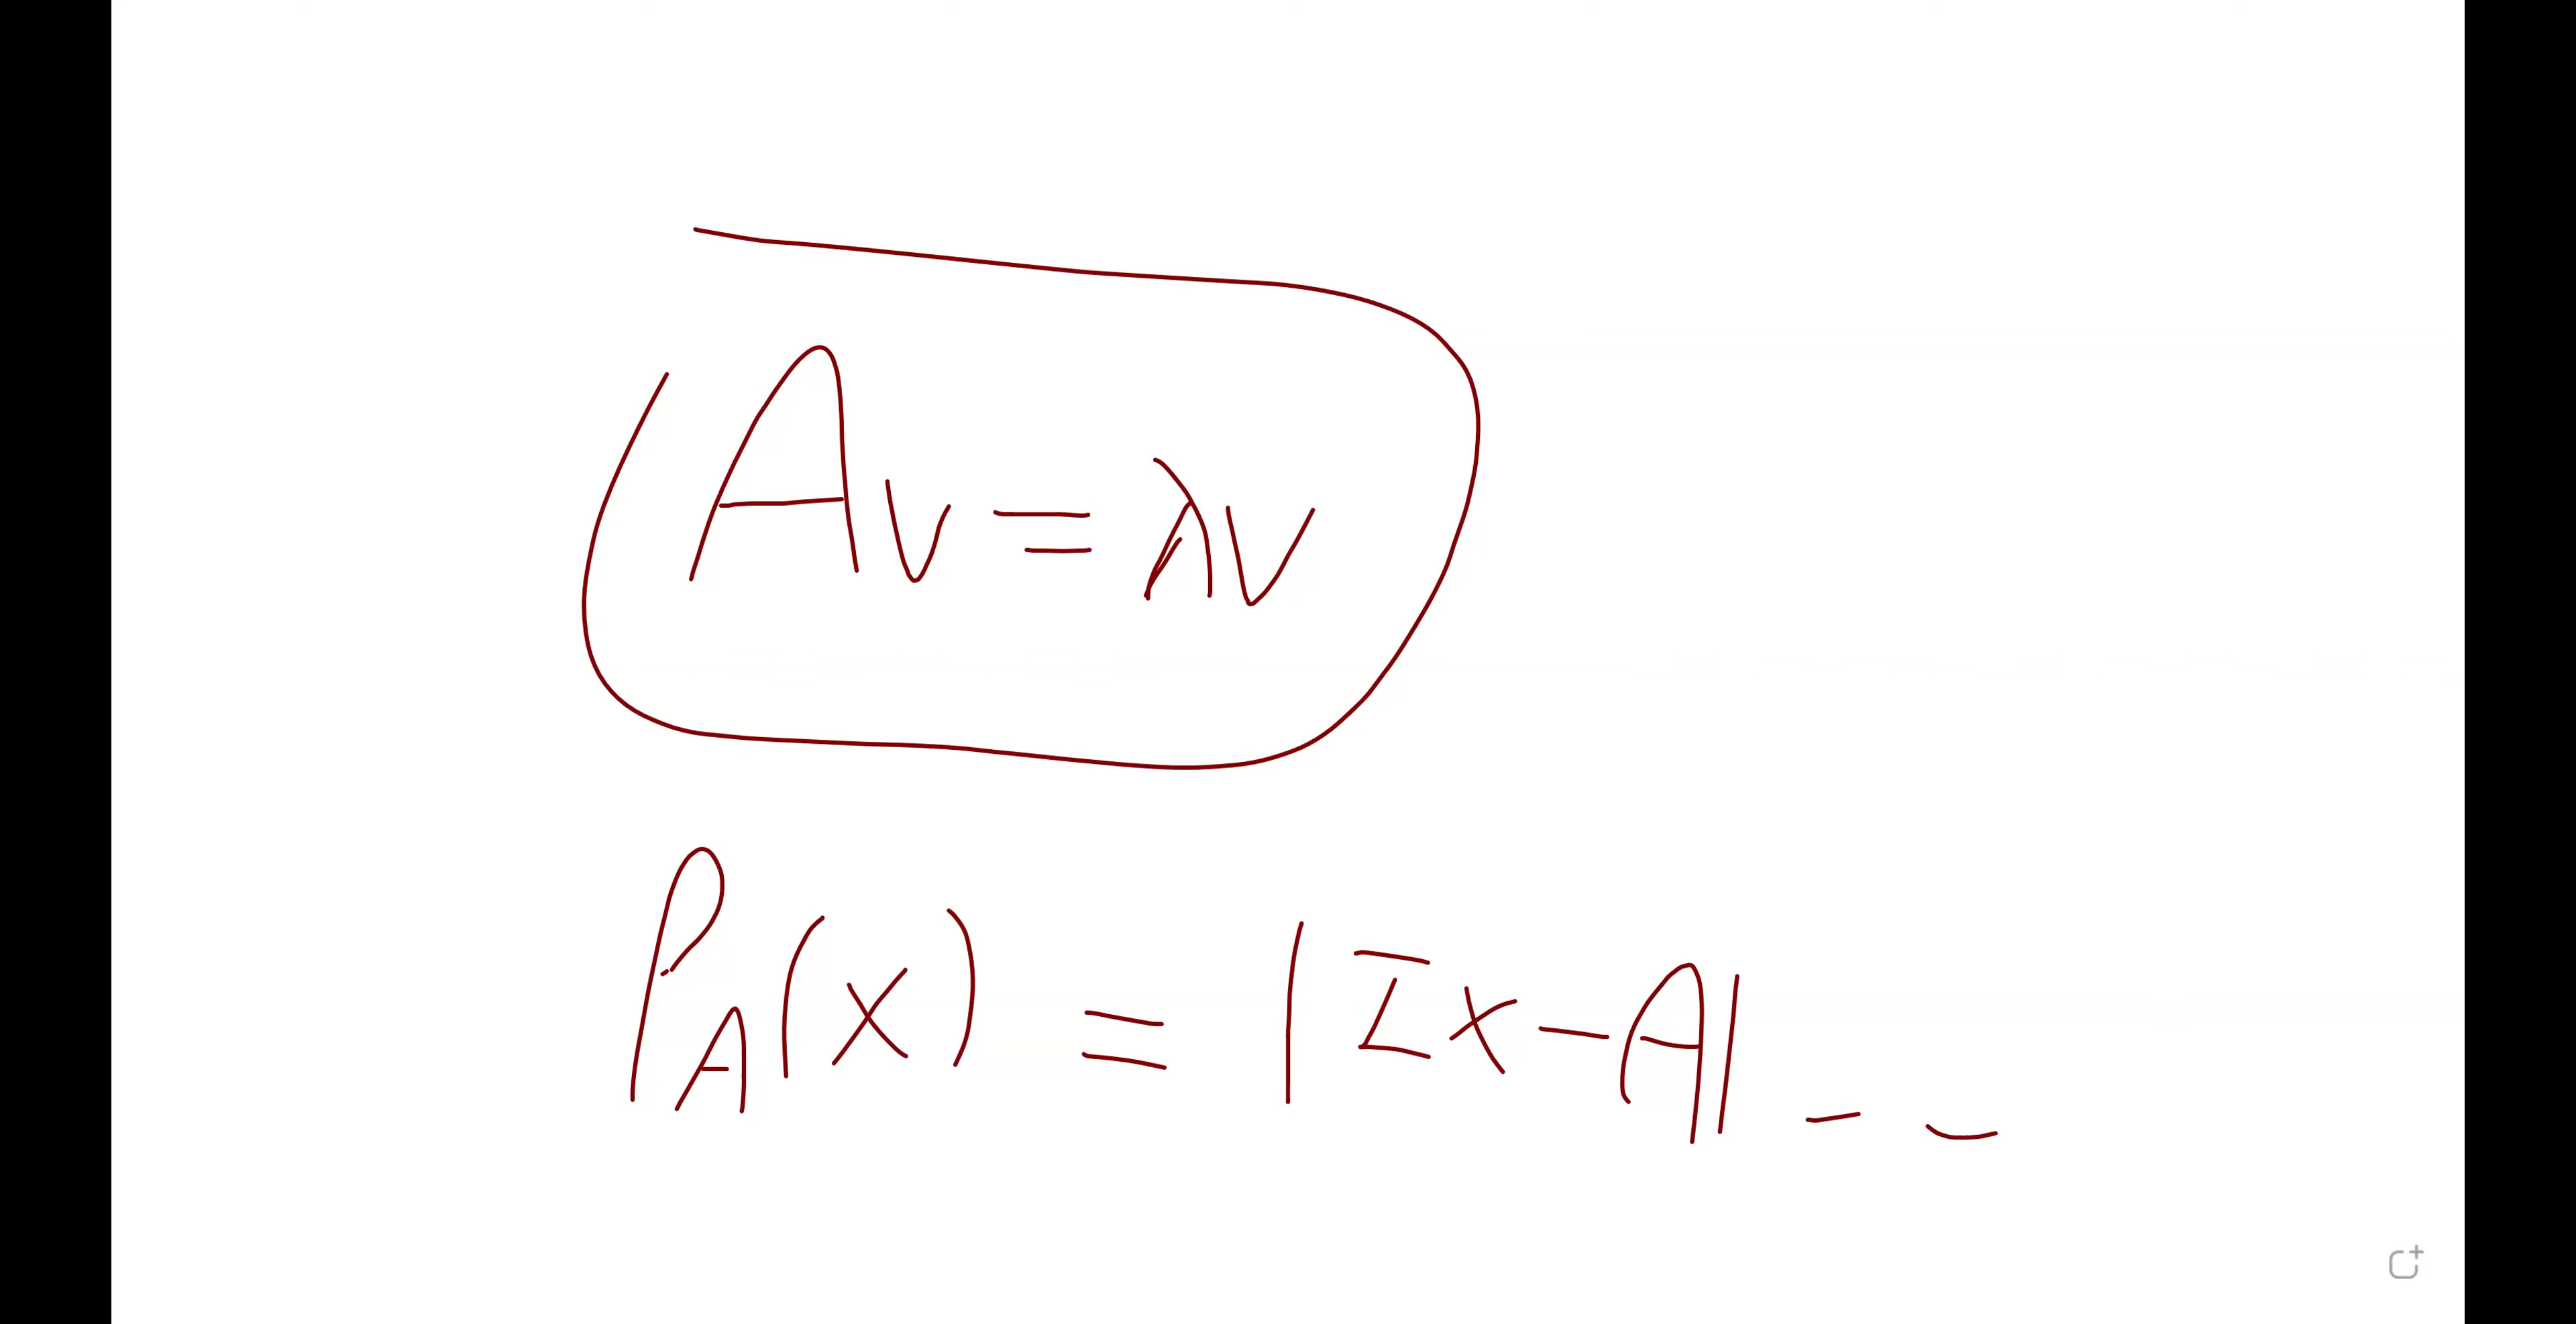 Av = λv
P_A(x) = |Ix - A| - -